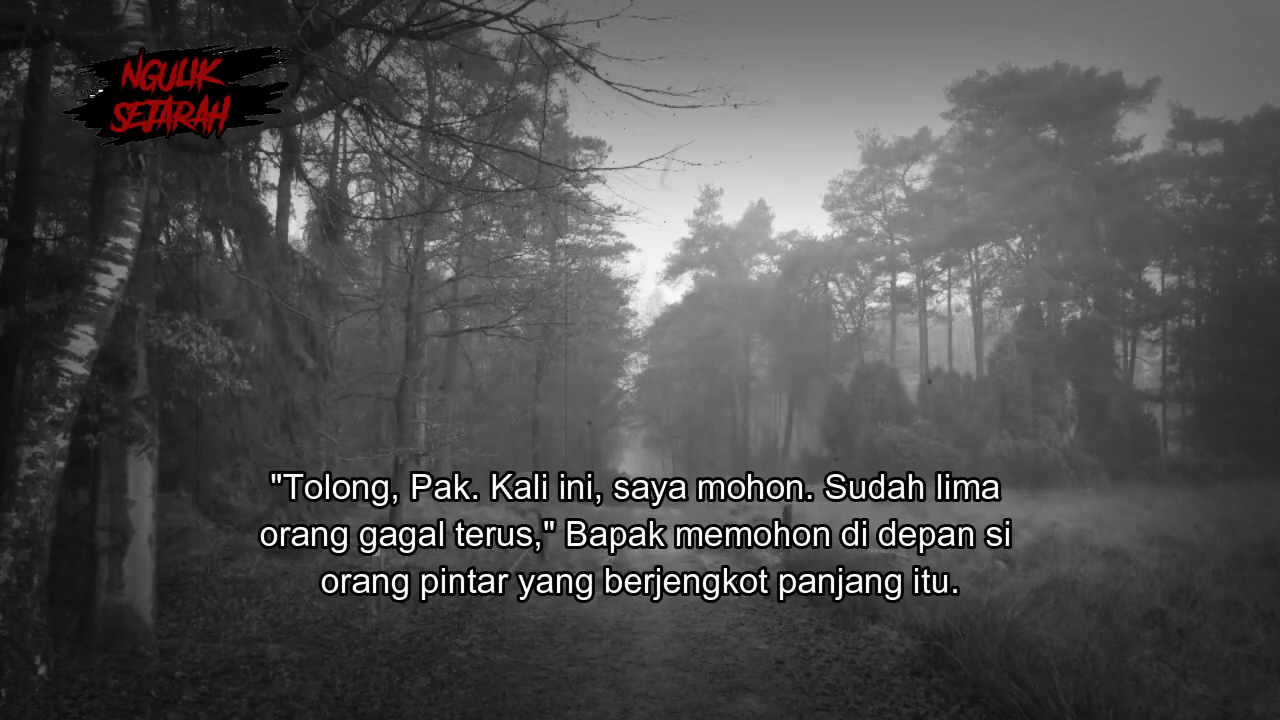 NGULIK
SEJARAH
"Tolong, Pak. Kali ini, saya mohon. Sudah lima
orang gagal terus," Bapak memohon di depan si
orang pintar yang berjengkot panjang itu.